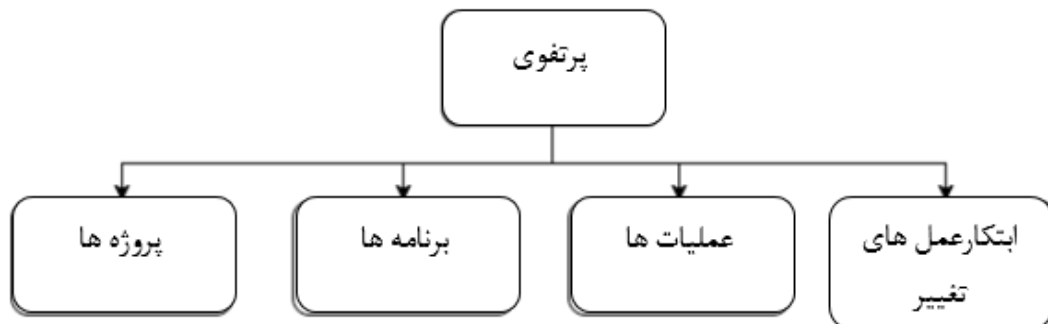 پرتفوی
ابتکارعمل های
تغییر
عملیات ها
برنامه ها
پروژه ها